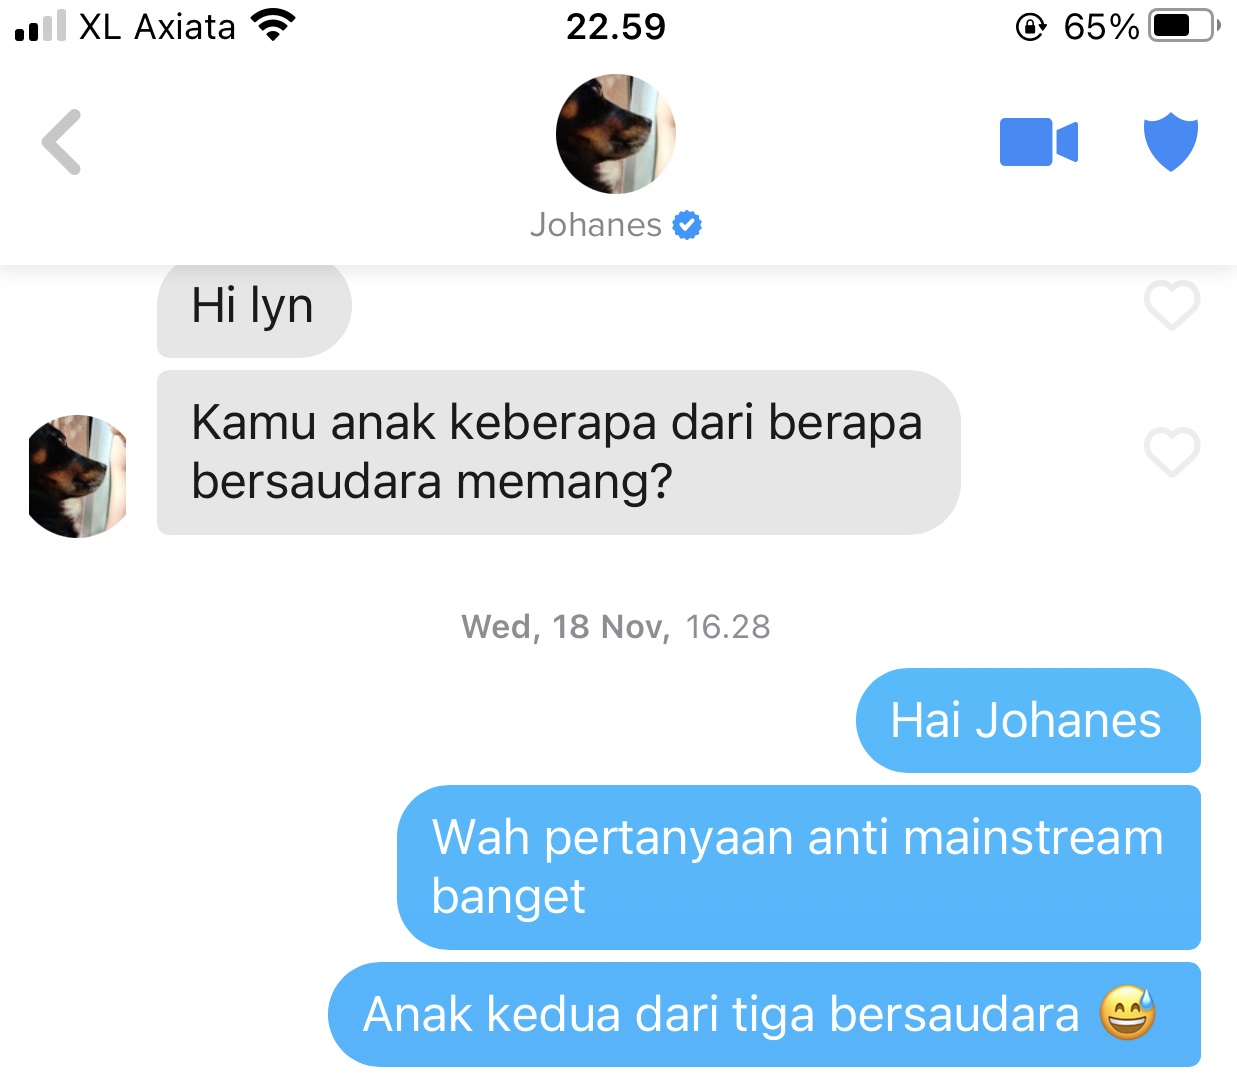 XL Axiata 22.59 65%
Johanes
Hi lyn
Kamu anak keberapa dari berapa
bersaudara memang?
Wed, 18 Nov, 16.28
Hai Johanes
Wah pertanyaan anti mainstream
banget
Anak kedua dari tiga bersaudara 😅